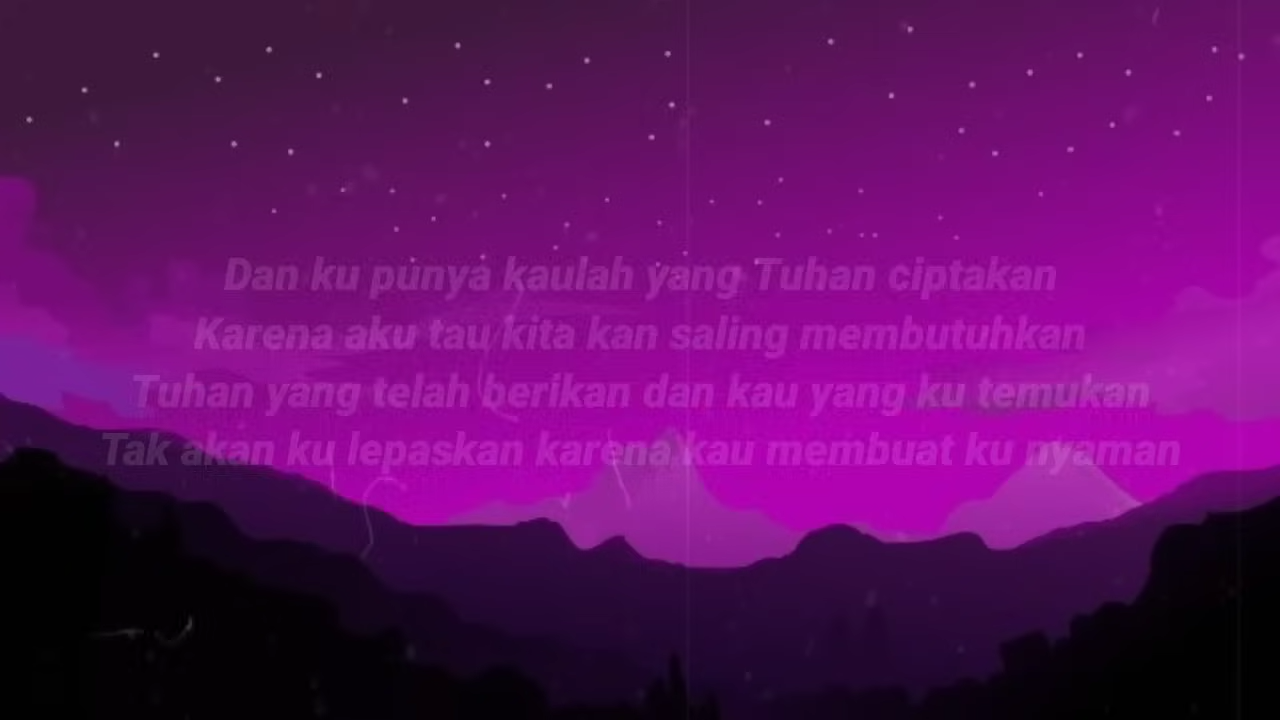 Dan ku punya kaulah yang Tuhan ciptakan
Karena aku tau kita kan saling membutuhkan
Tuhan yang telah berikan dan kau yang ku temukan
Tak akan ku lepaskan karena kau membuat ku nyaman